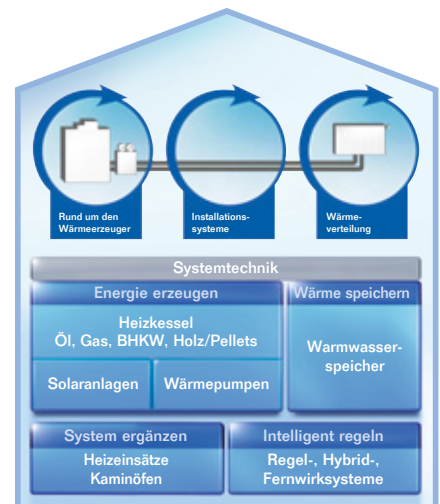 Rund um den
Wärmeerzeuger
Installations-
systeme
Wärme-
verteilung
Systemtechnik
Energie erzeugen
Heizkessel
Öl, Gas, BHKW, Holz/Pellets
Solaranlagen
Wärmepumpen
Wärme speichern
Warmwasser-
speicher
System ergänzen
Heizeinsätze
Kaminöfen
Intelligent regeln
Regel-, Hybrid-,
Fernwirksysteme